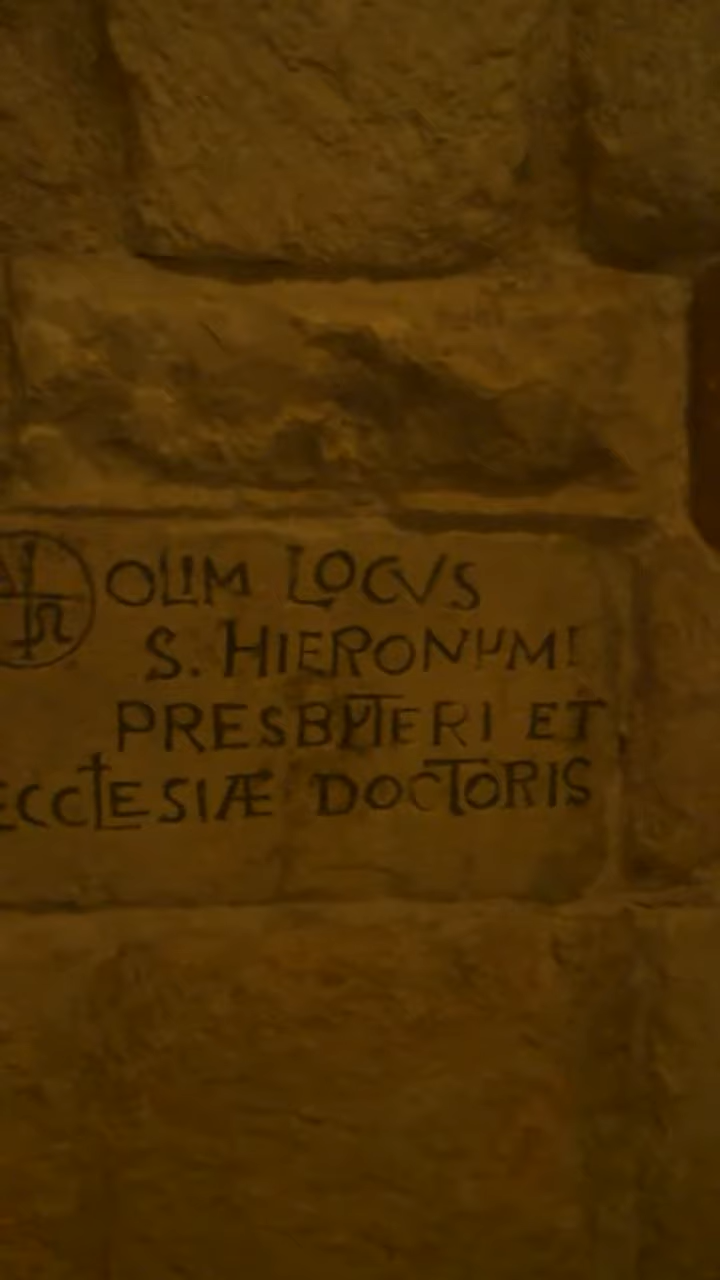 Ω OLIM LOCVS
S. HIERONYMI
PRESBYTERI ET
ECCLESIÆ DOCTORIS